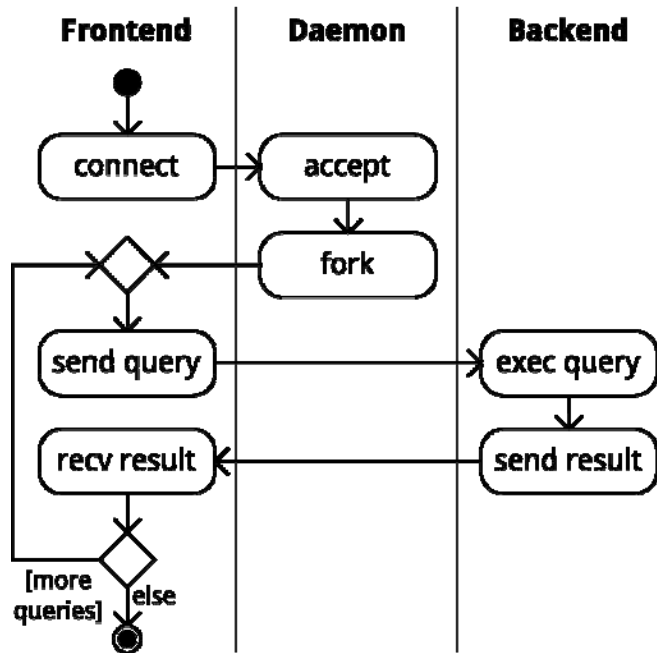 Frontend Daemon Backend
connect accept
fork
send query exec query
recv result send result
[more
queries] else